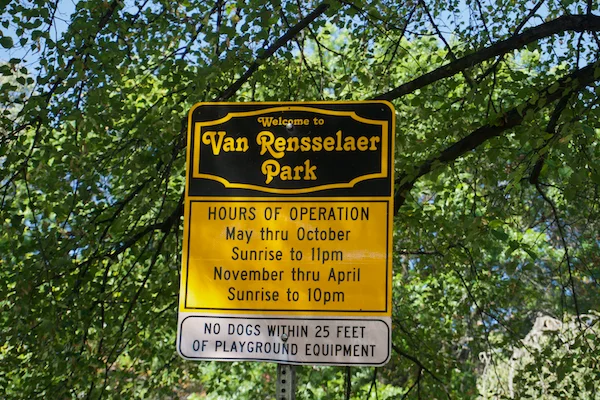 Welcome to
Van Rensselaer
Park
HOURS OF OPERATION
May thru October
Sunrise to 11pm
November thru April
Sunrise to 10pm
NO DOGS WITHIN 25 FEET
OF PLAYGROUND EQUIPMENT